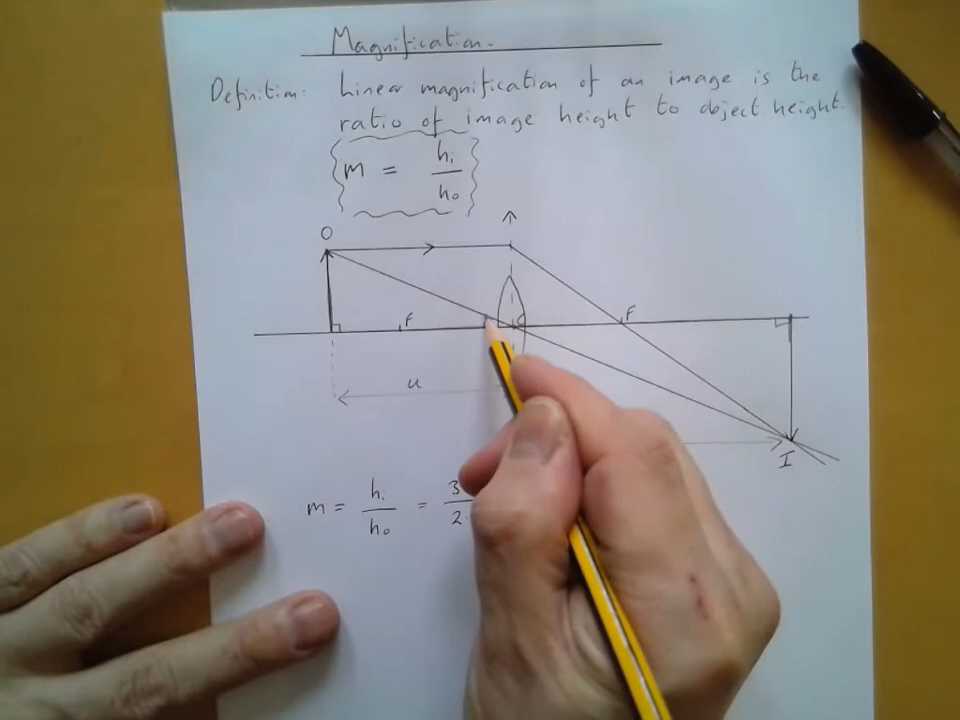 Magnification.
Definition: Linear magnification of an image is the
ratio of image height to object height.
m = hi
ho
O
F
F
u
I
m = hi = 3
ho 2.